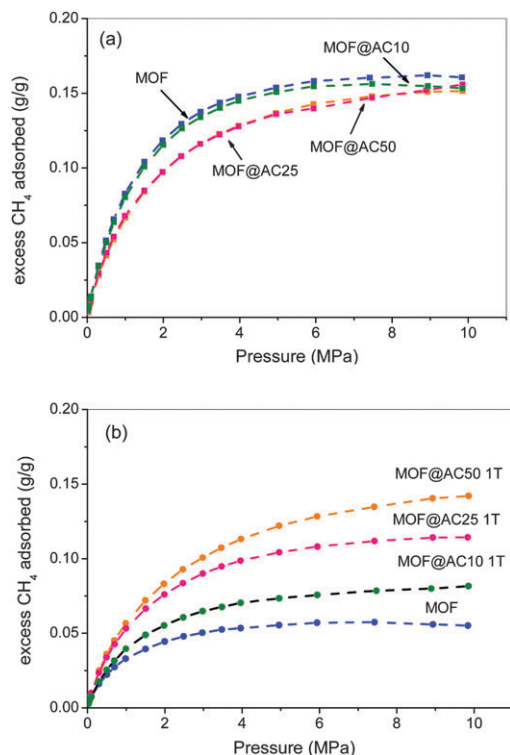 (a)
MOF@AC10
MOF
MOF@AC50
MOF@AC25
excess CH₄ adsorbed (g/g)
0.20
0.15
0.10
0.05
0.00
0 2 4 6 8 10
Pressure (MPa)
(b)
MOF@AC50 1T
MOF@AC25 1T
MOF@AC10 1T
MOF
excess CH₄ adsorbed (g/g)
0.20
0.15
0.10
0.05
0.00
0 2 4 6 8 10
Pressure (MPa)